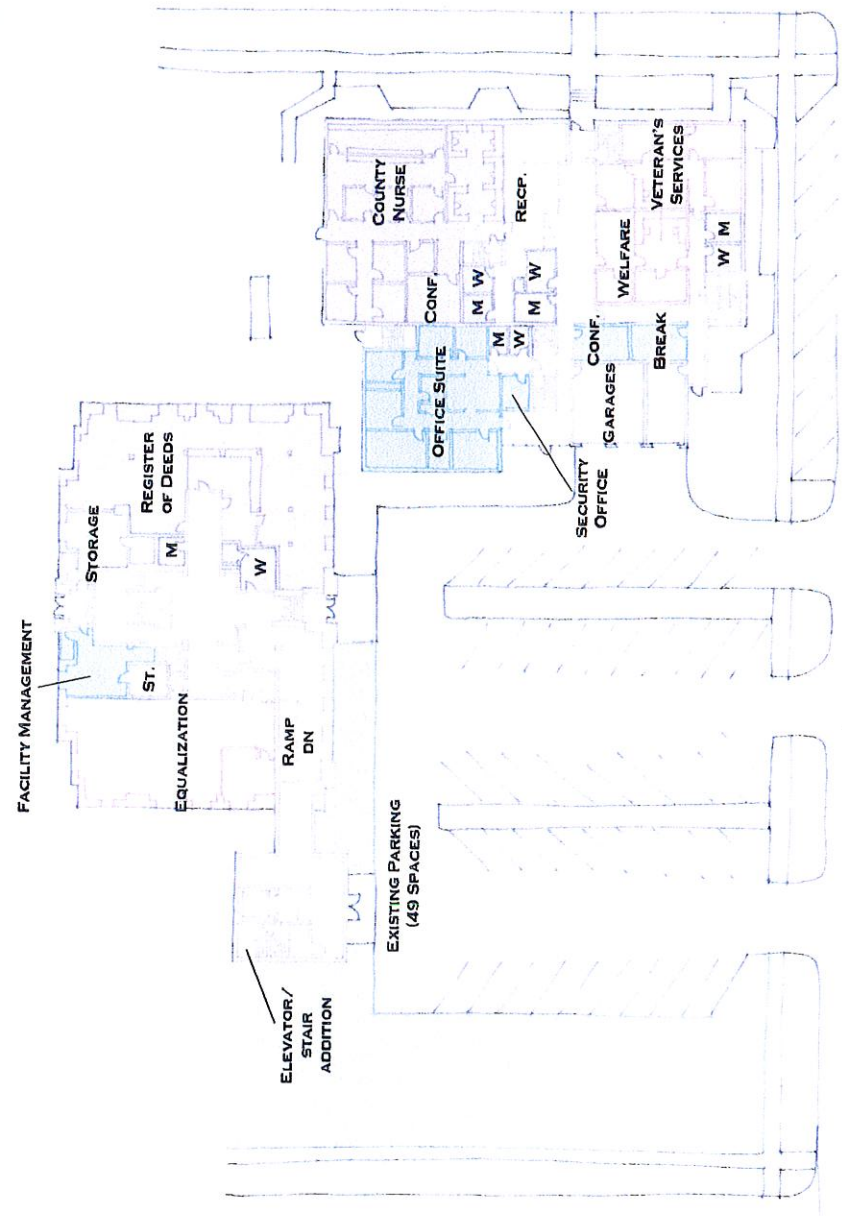 FACILITY MANAGEMENT
STORAGE
REGISTER
OF DEEDS
M
W
ST.
EQUALIZATION
RAMP
DN
ELEVATOR/
STAIR
ADDITION
EXISTING PARKING
(49 SPACES)
COUNTY
NURSE
CONF.
M
W
RECP.
M
W
OFFICE SUITE
M
W
SECURITY
OFFICE
GARAGES
CONF.
BREAK
WELFARE
VETERAN'S
SERVICES
W
M